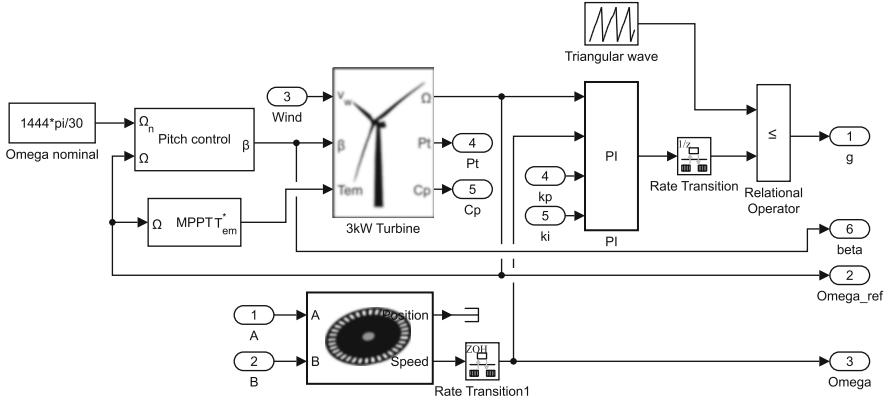 Triangular wave
1444*pi/30
Omega nominal
Ωn
Ω
Pitch control
β
3
Wind
vw
β
Tem
Ω
Pt
Cp
3kW Turbine
4
Pt
5
Cp
Ω
MPPT T*em
4
kp
5
ki
PI
PI
1/z
Rate Transition
≤
Relational
Operator
1
g
6
beta
2
Omega_ref
1
A
2
B
A
B
Position
Speed
ZOH
Rate Transition1
3
Omega